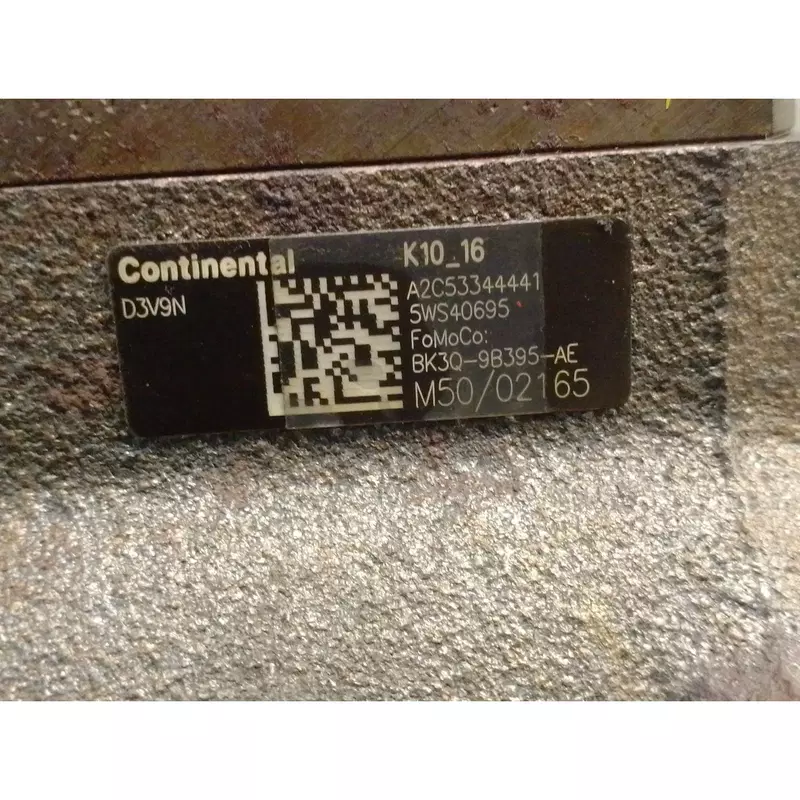 Continental
D3V9N
K10_16
A2C53344441
5WS40695
FoMoCo:
BK3Q-9B395-AE
M50/02165